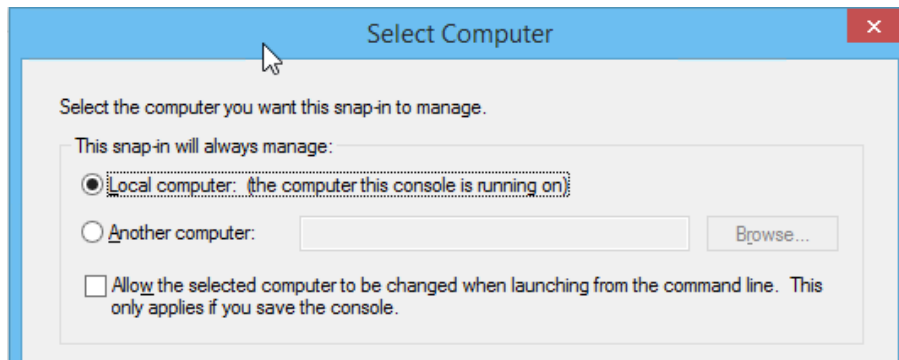 Select Computer
Select the computer you want this snap-in to manage.
This snap-in will always manage:
Local computer: (the computer this console is running on)
Another computer:
Browse...
Allow the selected computer to be changed when launching from the command line. This
only applies if you save the console.